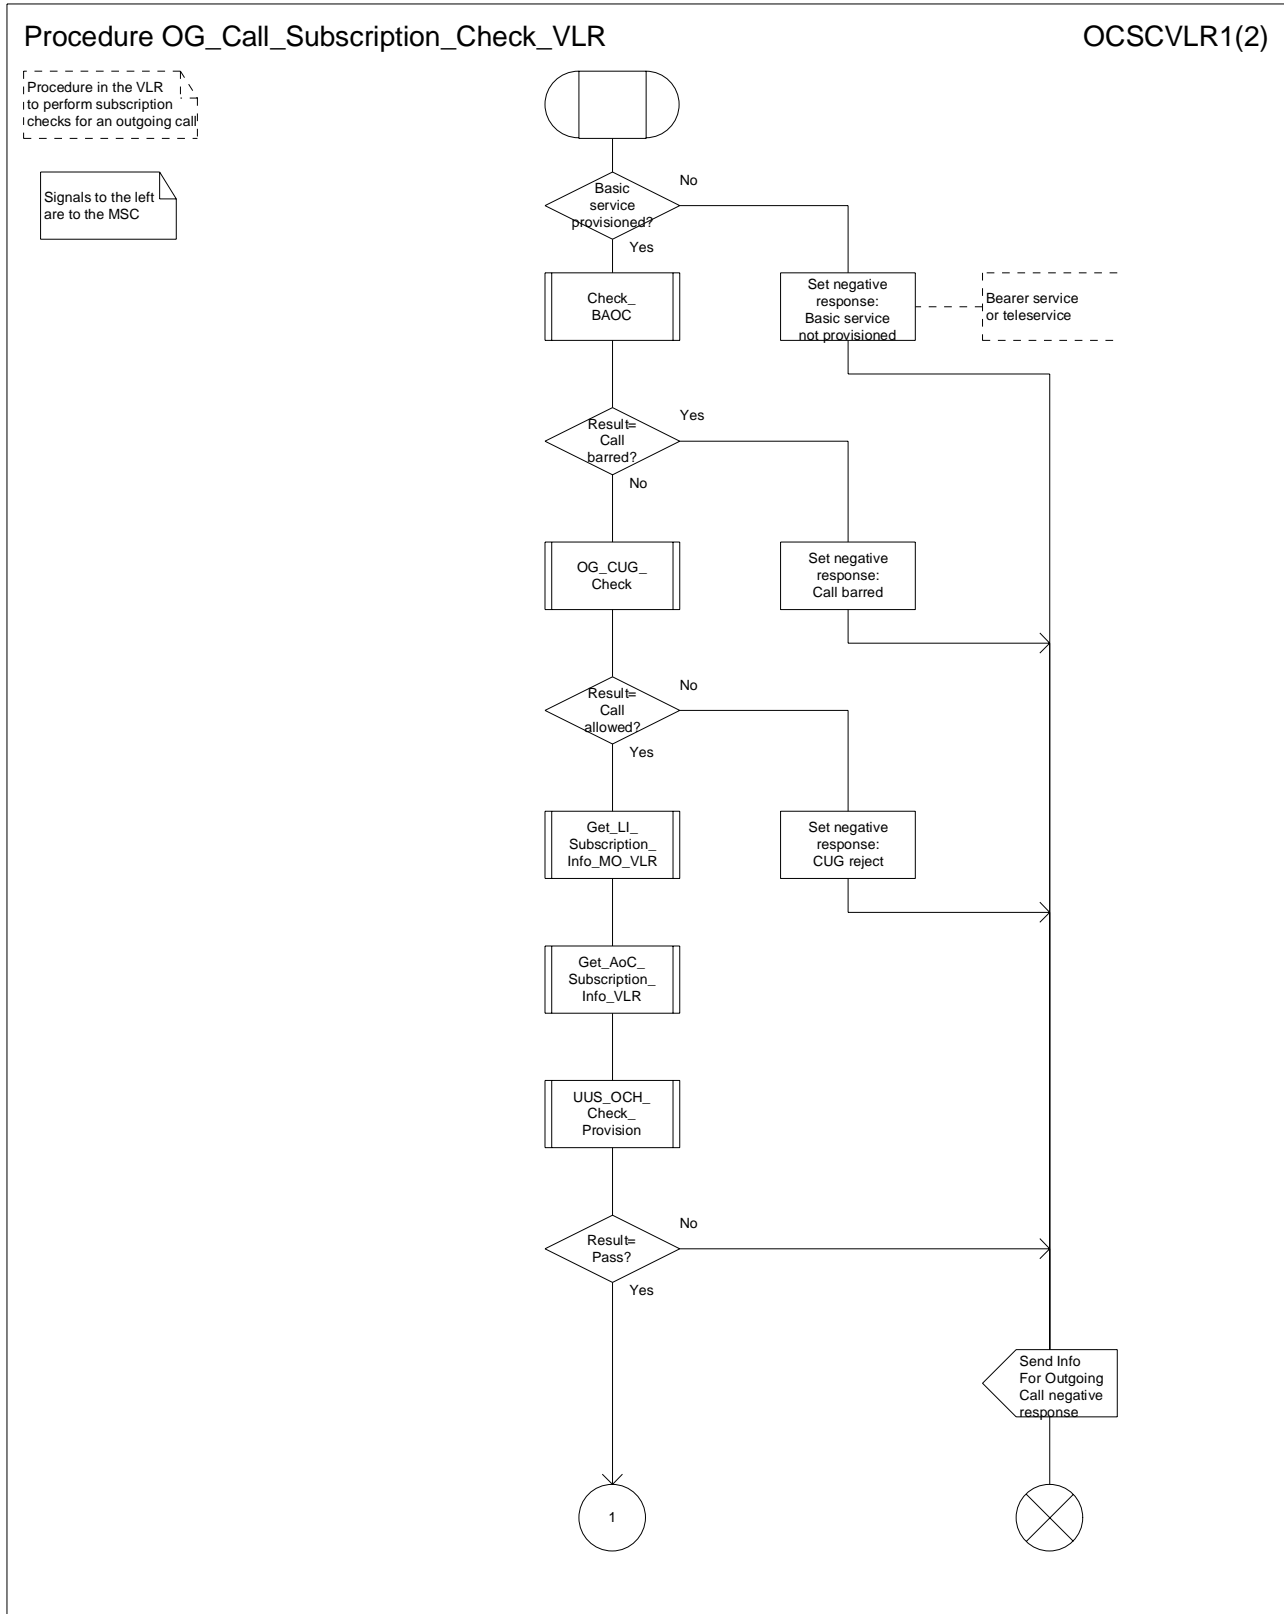 Procedure OG_Call_Subscription_Check_VLR
OCSCVLR1(2)
Procedure in the VLR
to perform subscription
checks for an outgoing call
Signals to the left
are to the MSC
Basic
service
provisioned?
No
Yes
Check_
BAOC
Set negative
response:
Basic service
not provisioned
Bearer service
or teleservice
Result=
Call
barred?
Yes
No
OG_CUG_
Check
Set negative
response:
Call barred
Result=
Call
allowed?
No
Yes
Get_LI_
Subscription_
Info_MO_VLR
Set negative
response:
CUG reject
Get_AoC_
Subscription_
Info_VLR
UUS_OCH_
Check_
Provision
Result=
Pass?
No
Yes
Send Info
For Outgoing
Call negative
response
1